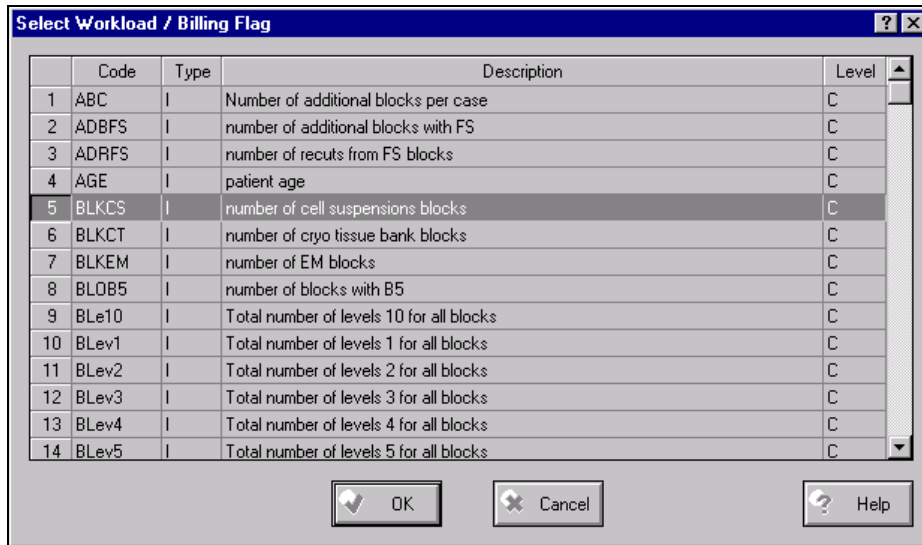 Select Workload / Billing Flag
Code Type Description Level
1 ABC I Number of additional blocks per case C
2 ADBFS I number of additional blocks with FS C
3 ADRFS I number of recuts from FS blocks C
4 AGE I patient age C
5 BLKCS I number of cell suspensions blocks C
6 BLKCT I number of cryo tissue bank blocks C
7 BLKEM I number of EM blocks C
8 BLOB5 I number of blocks with B5 C
9 BLe10 I Total number of levels 10 for all blocks C
10 BLev1 I Total number of levels 1 for all blocks C
11 BLev2 I Total number of levels 2 for all blocks C
12 BLev3 I Total number of levels 3 for all blocks C
13 BLev4 I Total number of levels 4 for all blocks C
14 BLev5 I Total number of levels 5 for all blocks C
OK Cancel Help